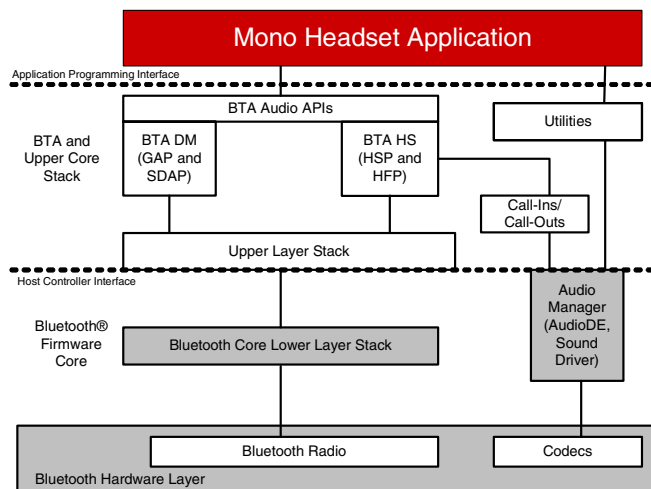 Mono Headset Application
Application Programming Interface
BTA Audio APIs
BTA and
Upper Core
Stack
BTA DM
(GAP and
SDAP)
BTA HS
(HSP and
HFP)
Utilities
Call-Ins/
Call-Outs
Upper Layer Stack
Host Controller Interface
Bluetooth®
Firmware
Core
Bluetooth Core Lower Layer Stack
Audio
Manager
(AudioDE,
Sound
Driver)
Bluetooth Radio
Codecs
Bluetooth Hardware Layer